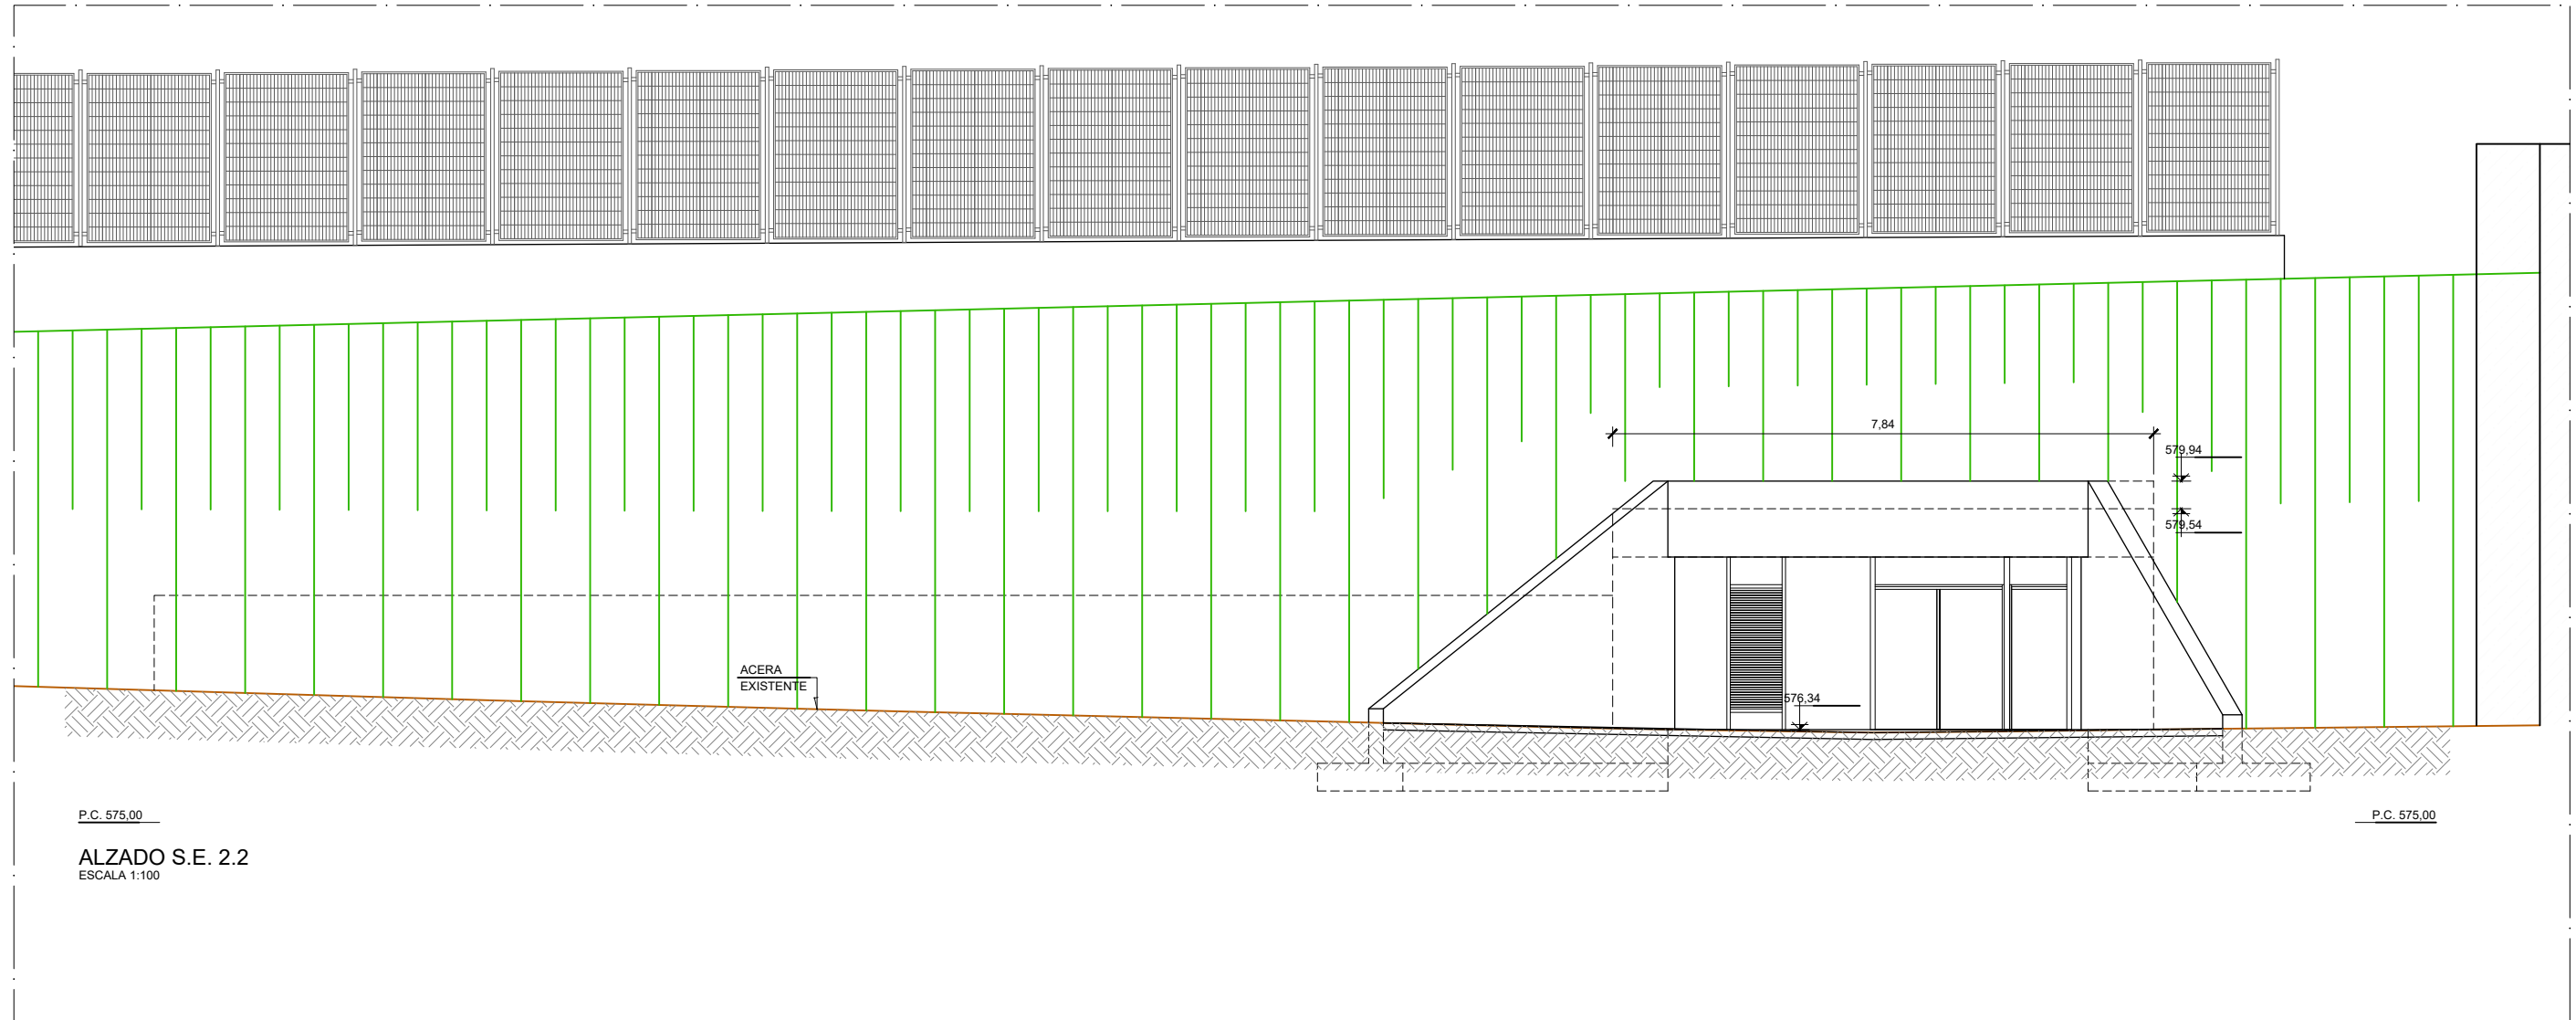 7,84
579,94
579,54
ACERA
EXISTENTE
576,34
P.C. 575,00
P.C. 575,00
ALZADO S.E. 2.2
ESCALA 1:100